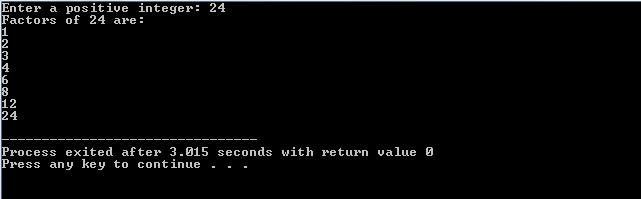 Enter a positive integer: 24
Factors of 24 are:
1
2
3
4
6
8
12
24
--------------------------------
Process exited after 3.015 seconds with return value 0
Press any key to continue . . .